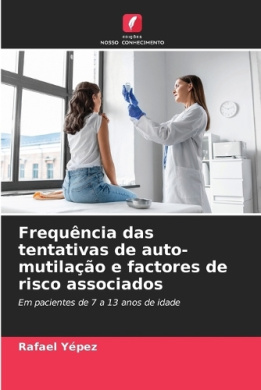 edições
NOSSO CONHECIMENTO
Frequência das
tentativas de auto-
mutilação e factores de
risco associados
Em pacientes de 7 a 13 anos de idade
Rafael Yépez